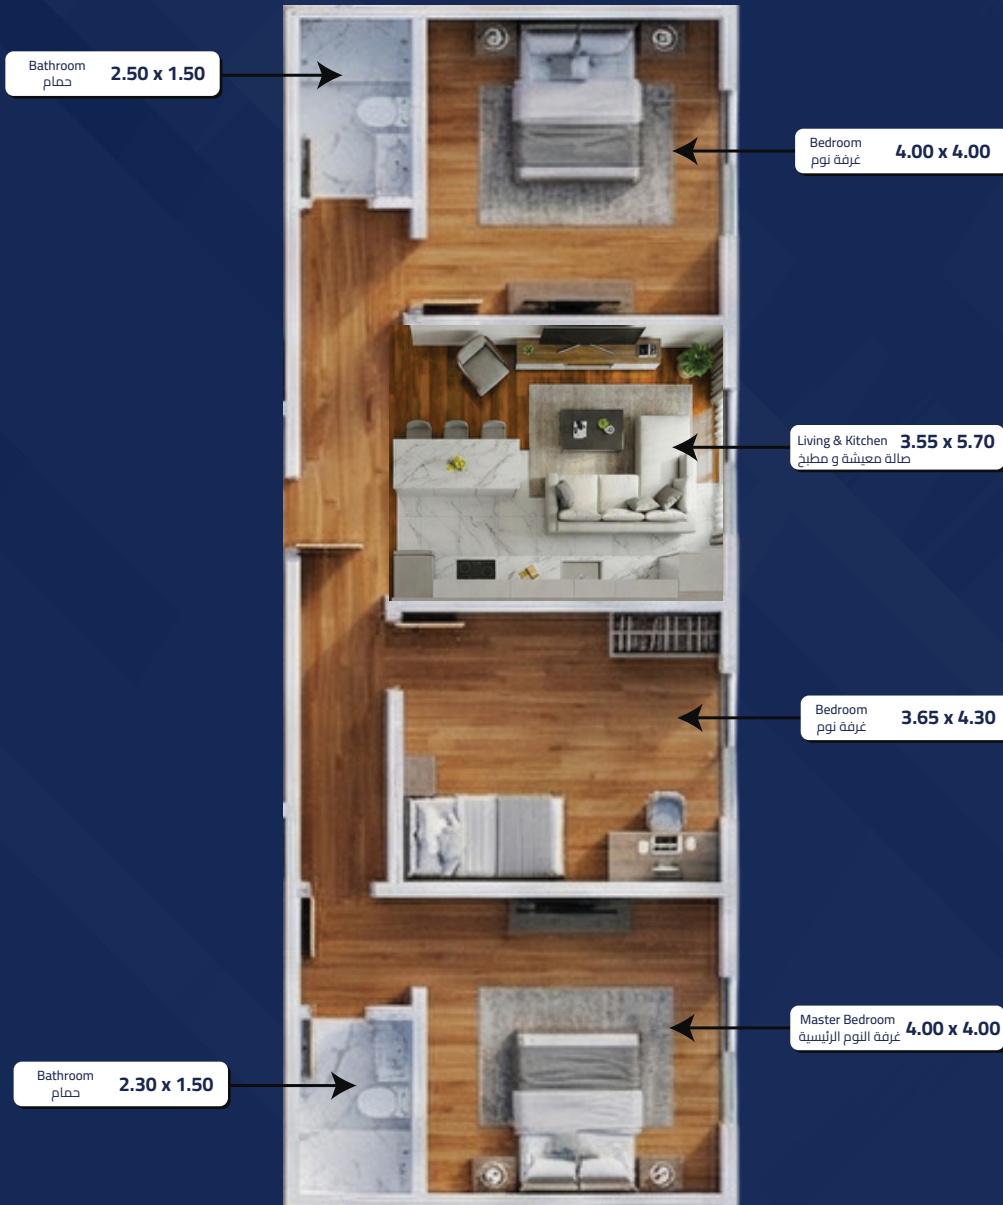 Bathroom
حمام
2.50 x 1.50
Bedroom
غرفة نوم
4.00 x 4.00
Living & Kitchen
صالة معيشة و مطبخ
3.55 x 5.70
Bedroom
غرفة نوم
3.65 x 4.30
Master Bedroom
غرفة النوم الرئيسية
4.00 x 4.00
Bathroom
حمام
2.30 x 1.50